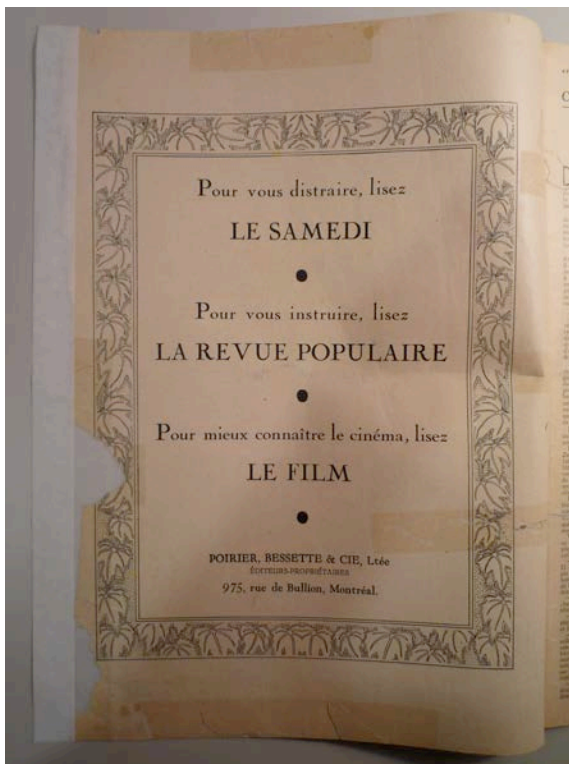 Pour vous distraire, lisez
LE SAMEDI
Pour vous instruire, lisez
LA REVUE POPULAIRE
Pour mieux connaître le cinéma, lisez
LE FILM
POIRIER, BESSETTE & CIE, Ltée
ÉDITEURS-PROPRIÉTAIRES
975, rue de Bullion, Montréal.